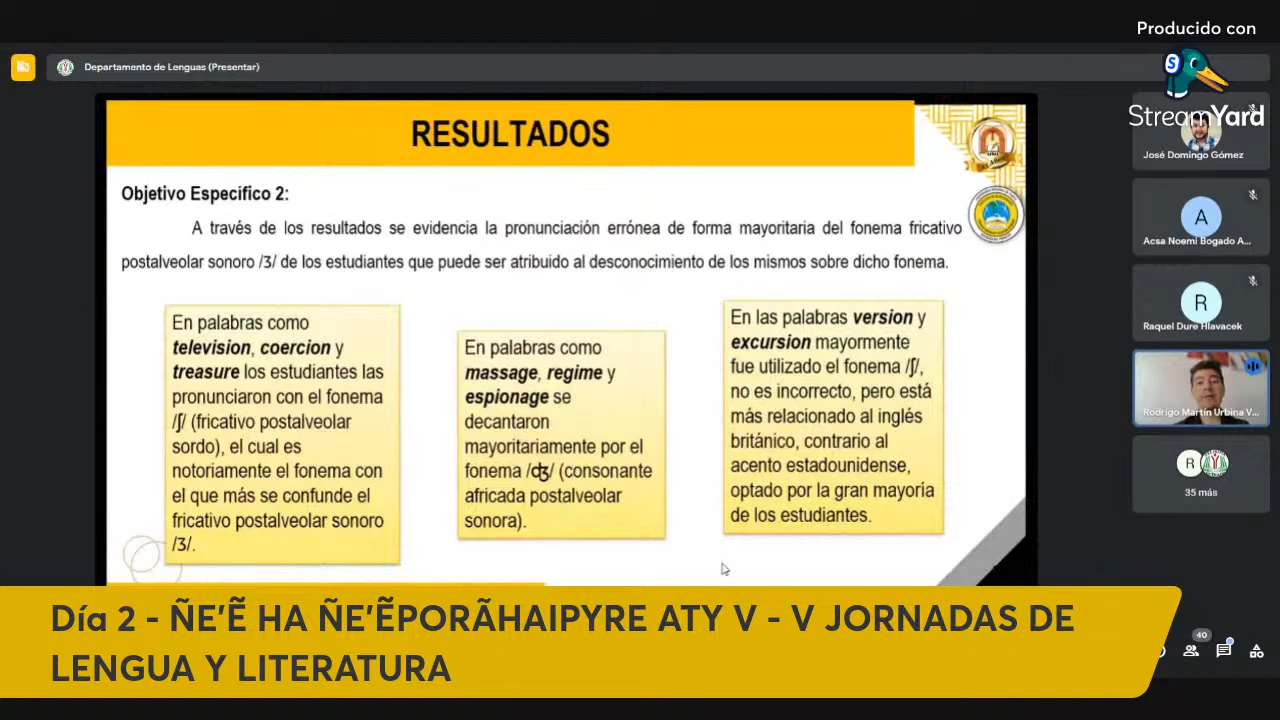 Producido con
StreamYard
Departamento de Lenguas (Presentar)
RESULTADOS
Objetivo Específico 2:
A través de los resultados se evidencia la pronunciación errónea de forma mayoritaria del fonema fricativo
postalveolar sonoro /Ʒ/ de los estudiantes que puede ser atribuido al desconocimiento de los mismos sobre dicho fonema.
En palabras como
television, coercion y
treasure los estudiantes las
pronunciaron con el fonema
/ʃ/ (fricativo postalveolar
sordo), el cual es
notoriamente el fonema con
el que más se confunde el
fricativo postalveolar sonoro
/Ʒ/.
En palabras como
massage, regime y
espionage se
decantaron
mayoritariamente por el
fonema /ʤ/ (consonante
africada postalveolar
sonora).
En las palabras version y
excursion mayormente
fue utilizado el fonema /ʃ/,
no es incorrecto, pero está
más relacionado al inglés
británico, contrario al
acento estadounidense,
optado por la gran mayoría
de los estudiantes.
José Domingo Gómez
A
Acsa Noemi Bogado A...
R
Raquel Dure Hlavacek
Rodrigo Martín Urbina V...
R
35 más
40
Día 2 - ÑE'Ẽ HA ÑE'ẼPORÃHAIPYRE ATY V - V JORNADAS DE
LENGUA Y LITERATURA